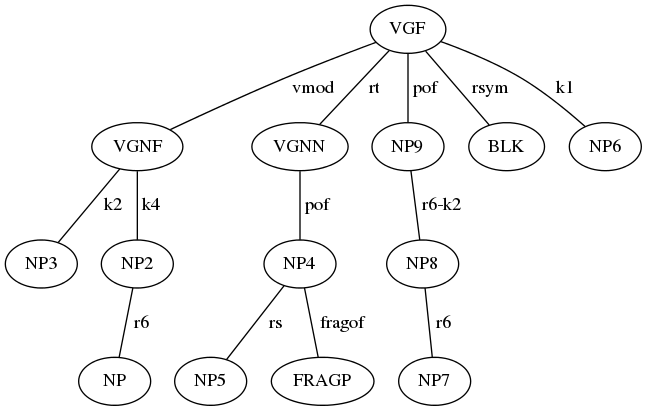 VGF
vmod rt pof rsym k1
VGNF VGNN NP9 BLK NP6
k2 k4 pof r6-k2
NP3 NP2 NP4 NP8
r6 rs fragof r6
NP NP5 FRAGP NP7